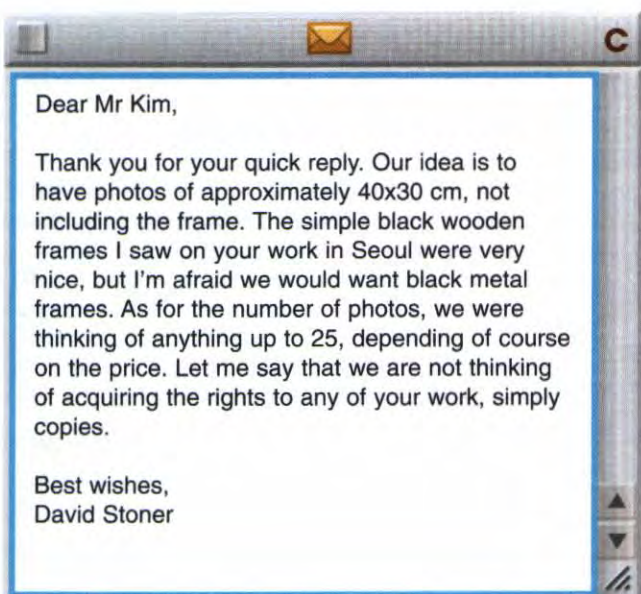 C
Dear Mr Kim,
Thank you for your quick reply. Our idea is to
have photos of approximately 40x30 cm, not
including the frame. The simple black wooden
frames I saw on your work in Seoul were very
nice, but I'm afraid we would want black metal
frames. As for the number of photos, we were
thinking of anything up to 25, depending of course
on the price. Let me say that we are not thinking
of acquiring the rights to any of your work, simply
copies.
Best wishes,
David Stoner